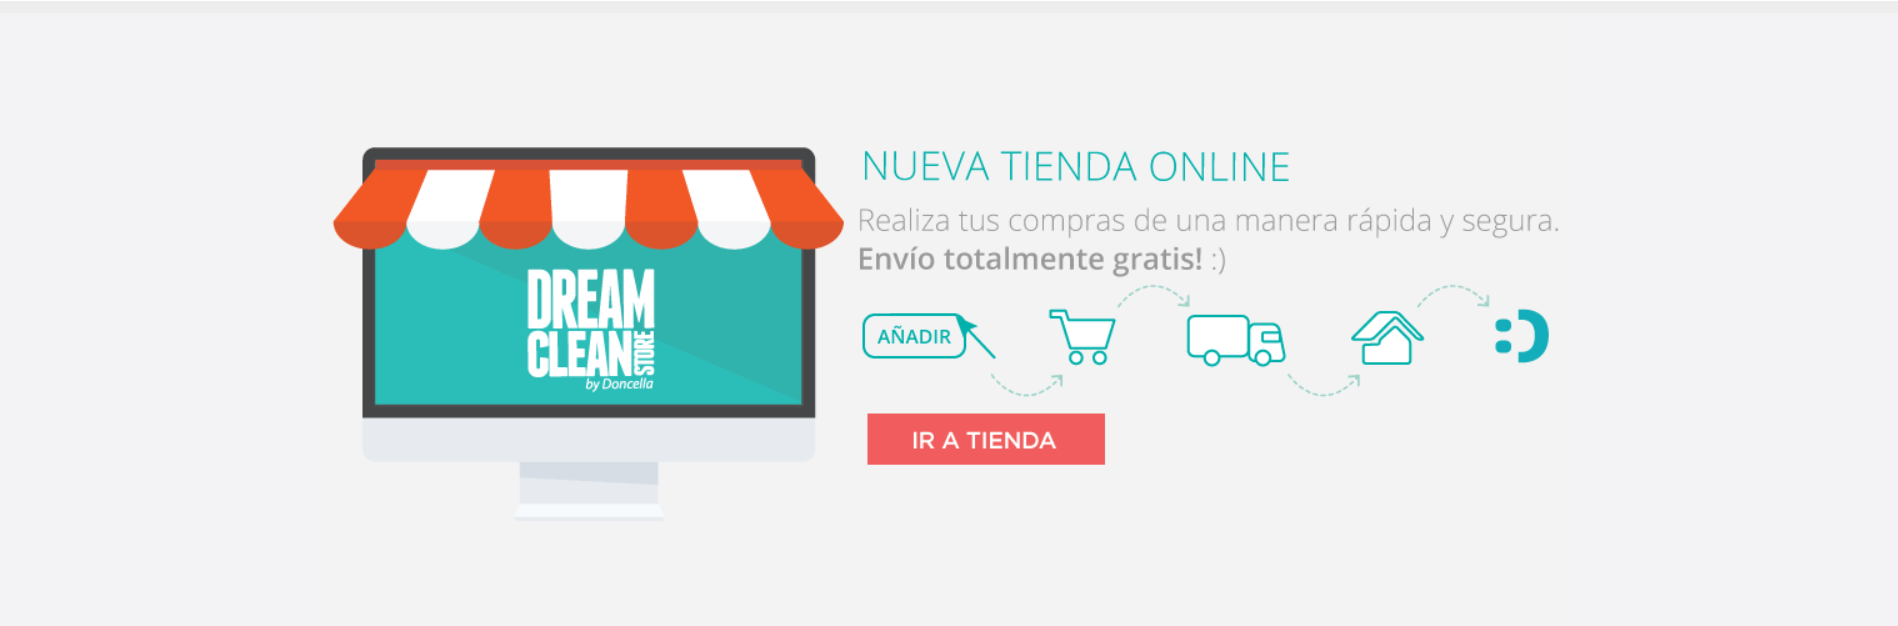 NUEVA TIENDA ONLINE
Realiza tus compras de una manera rápida y segura.
Envío totalmente gratis! :)
DREAM
CLEAN
STORE
by Doncella
AÑADIR
IR A TIENDA